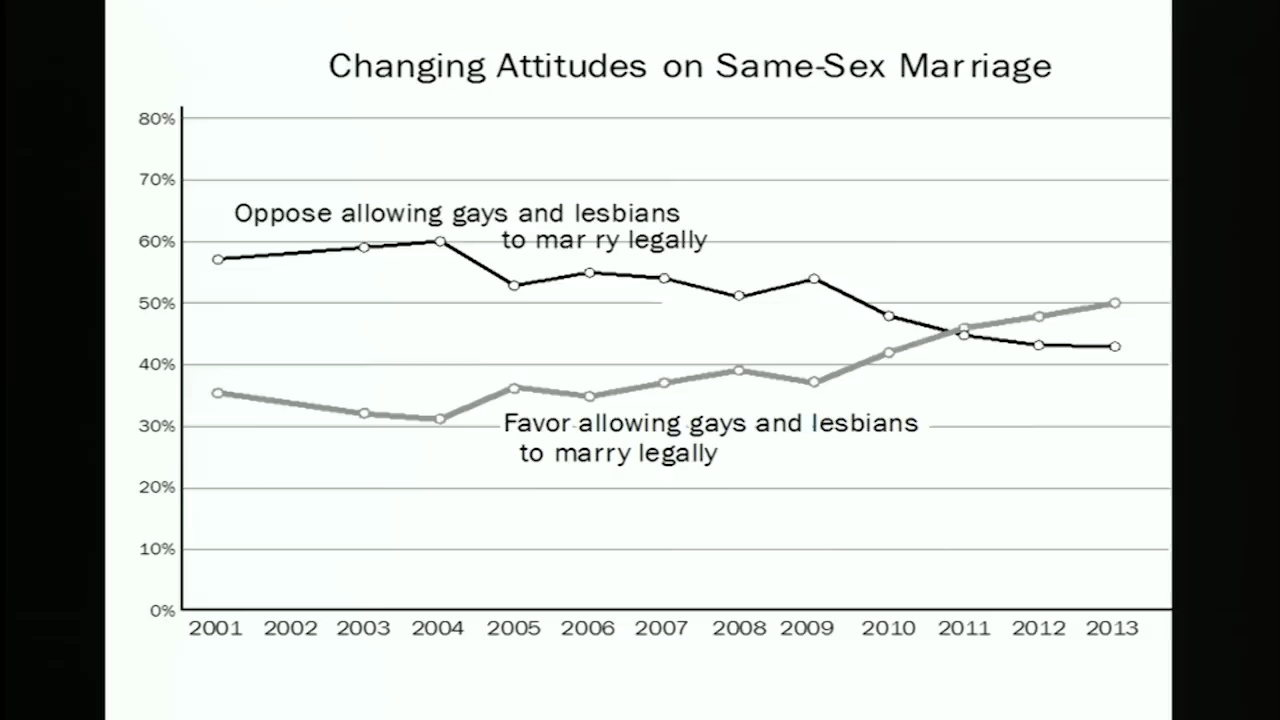 Changing Attitudes on Same-Sex Marriage
80%
70%
Oppose allowing gays and lesbians
60%
to marry legally
50%
40%
Favor allowing gays and lesbians
30%
to marry legally
20%
10%
0%
2001 2002 2003 2004 2005 2006 2007 2008 2009 2010 2011 2012 2013